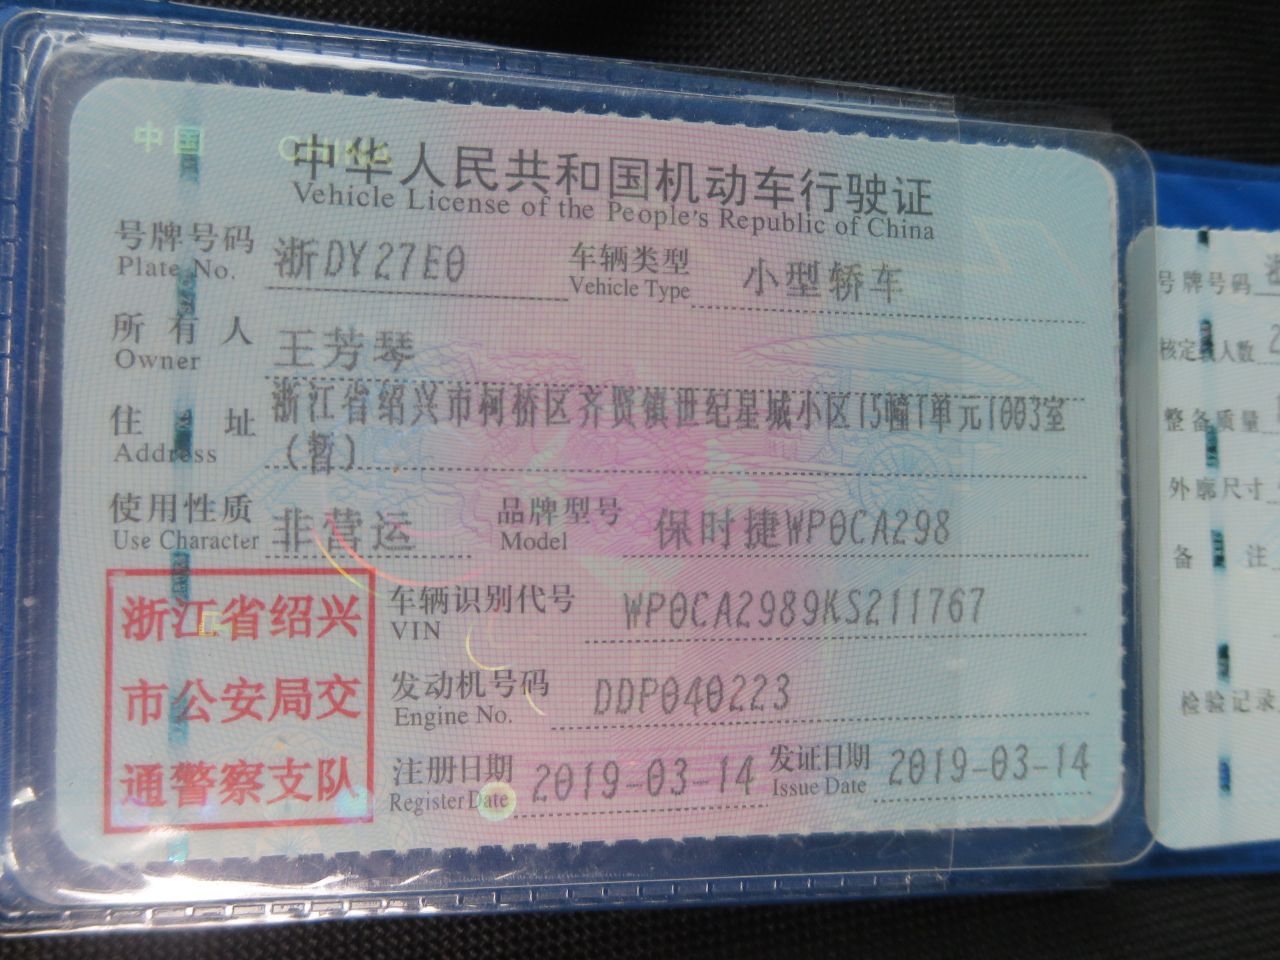 中国 CHINA
中华人民共和国机动车行驶证
Vehicle License of the People's Republic of China
号牌号码 浙DY27E0 车辆类型 小型轿车
Plate No. Vehicle Type
所有人 王芳琴
Owner
住址 浙江省绍兴市柯桥区齐贤镇世纪星城小区15幢1单元1003室
Address （暂）
使用性质 非营运 品牌型号 保时捷WP0CA298
Use Character Model
浙江省绍兴
市公安局交
通警察支队
车辆识别代号 WP0CA2989KS211767
VIN
发动机号码 DDP040223
Engine No.
注册日期 2019-03-14 发证日期 2019-03-14
Register Date Issue Date
号牌号码
核定载人数 2
整备质量
外廓尺寸
备注
检验记录